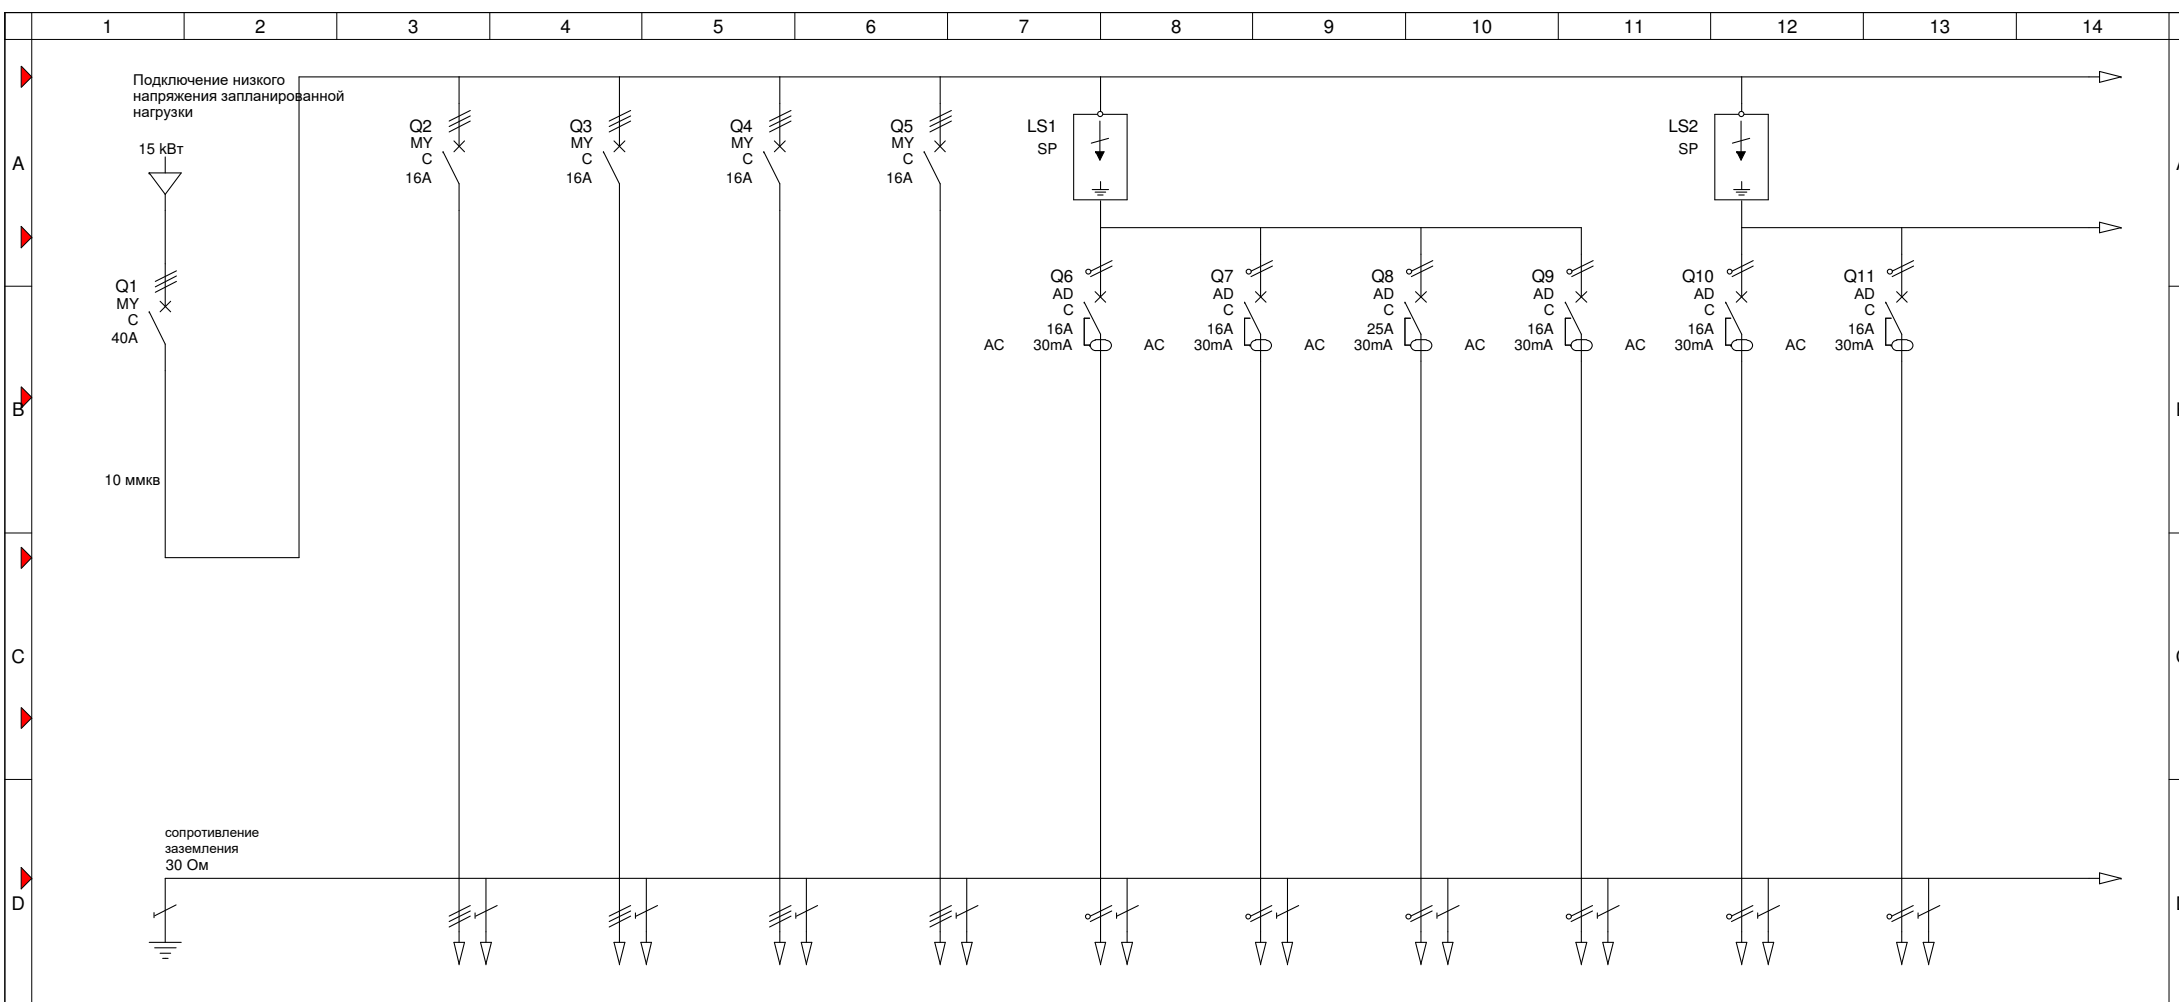 1 2 3 4 5 6 7 8 9 10 11 12 13 14
Подключение низкого
напряжения запланированной
нагрузки
15 kВт
A
Q1
MY
C
40A
Q2
MY
C
16A
Q3
MY
C
16A
Q4
MY
C
16A
Q5
MY
C
16A
LS1
SP
LS2
SP
Q6
AD
C
16A
AC 30mA
Q7
AD
C
16A
AC 30mA
Q8
AD
C
25A
AC 30mA
Q9
AD
C
16A
AC 30mA
Q10
AD
C
16A
AC 30mA
Q11
AD
C
16A
AC 30mA
B
10 ммкв
C
сопротивление
заземления
30 Ом
D